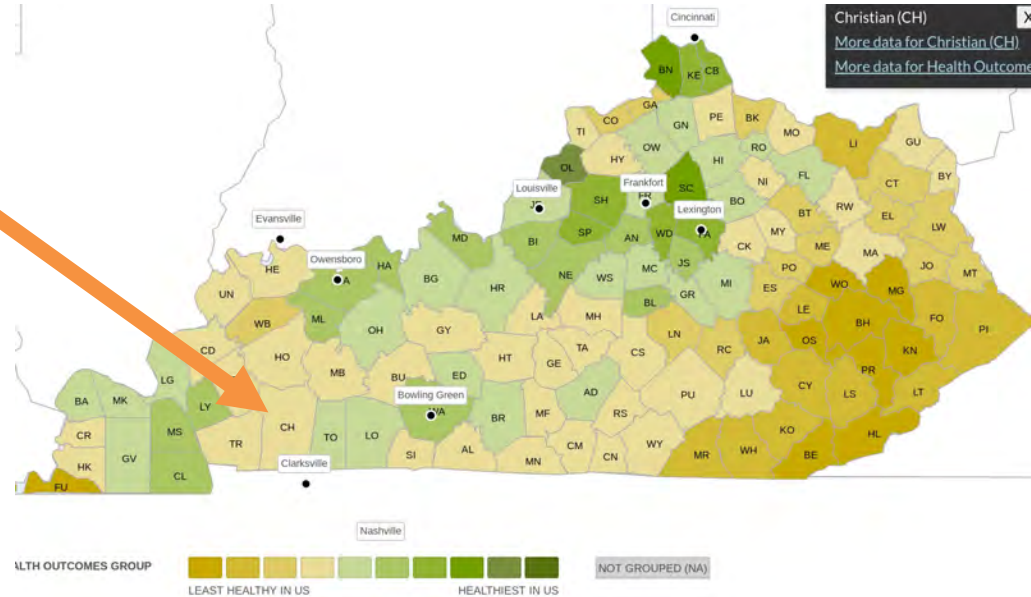 Cincinnati
Christian (CH)
X
More data for Christian (CH)
More data for Health Outcome
BN
KE
CB
GA
CO
GN
PE
BK
TI
MO
OW
HY
RO
LI
GU
OL
HI
FL
BY
Louisville
Frankfort
SC
NI
CT
SH
BO
RW
Lexington
BT
EL
Evansville
MD
SP
AN
WD
MY
LW
BI
CK
ME
MA
HE
Owensboro
HA
JS
PO
JO
MT
BG
NE
WS
MC
MI
ES
WO
MG
UN
HR
GR
BL
LE
FO
ML
LA
MH
BH
PI
WB
OH
GY
LN
OS
CD
TA
CS
RC
JA
KN
HO
HT
GE
MB
BU
ED
PR
LG
CY
LT
BA
MK
Bowling Green
AD
PU
LU
LS
LY
BR
MF
RS
CR
MS
CH
TO
LO
KO
HL
TR
AL
CM
WY
MR
WH
BE
GV
SI
CN
HK
MN
Clarksville
CL
FU
Nashville
ALTH OUTCOMES GROUP
NOT GROUPED (NA)
LEAST HEALTHY IN US
HEALTHIEST IN US